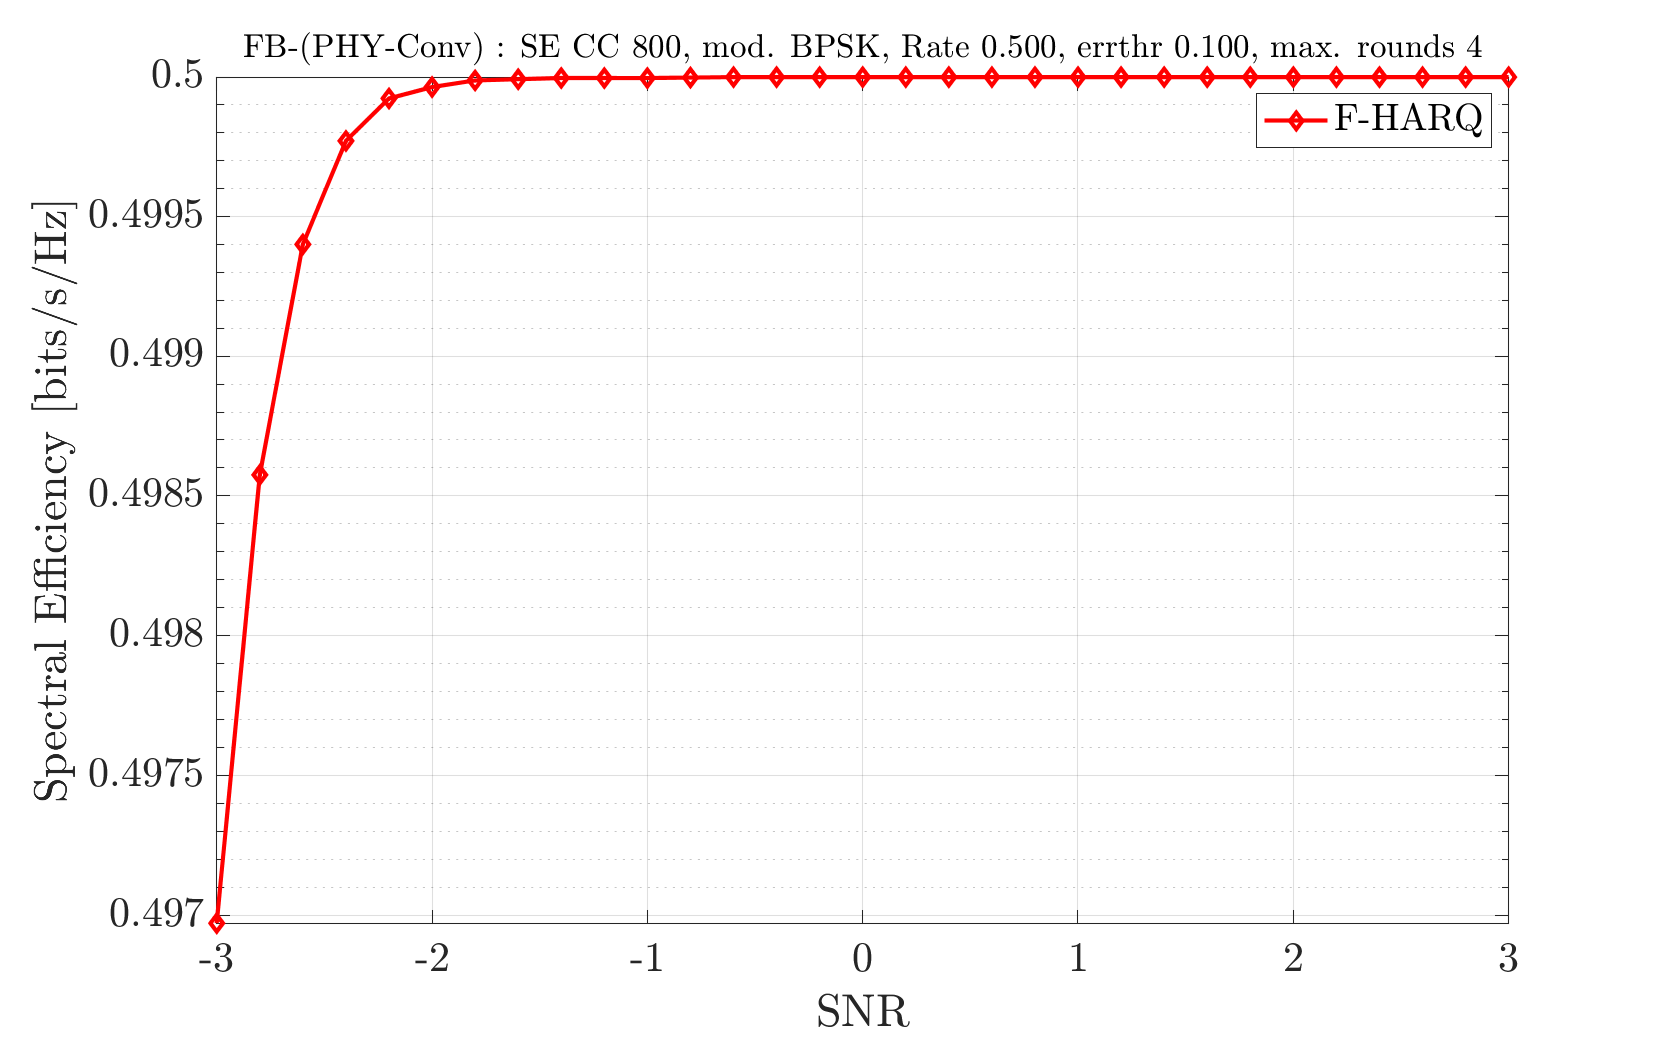 FB-(PHY-Conv) : SE CC 800, mod. BPSK, Rate 0.500, errthr 0.100, max. rounds 4
0.5
F-HARQ
0.4995
0.499
0.4985
0.498
0.4975
0.497
Spectral Efficiency [bits/s/Hz]
-3 -2 -1 0 1 2 3
SNR